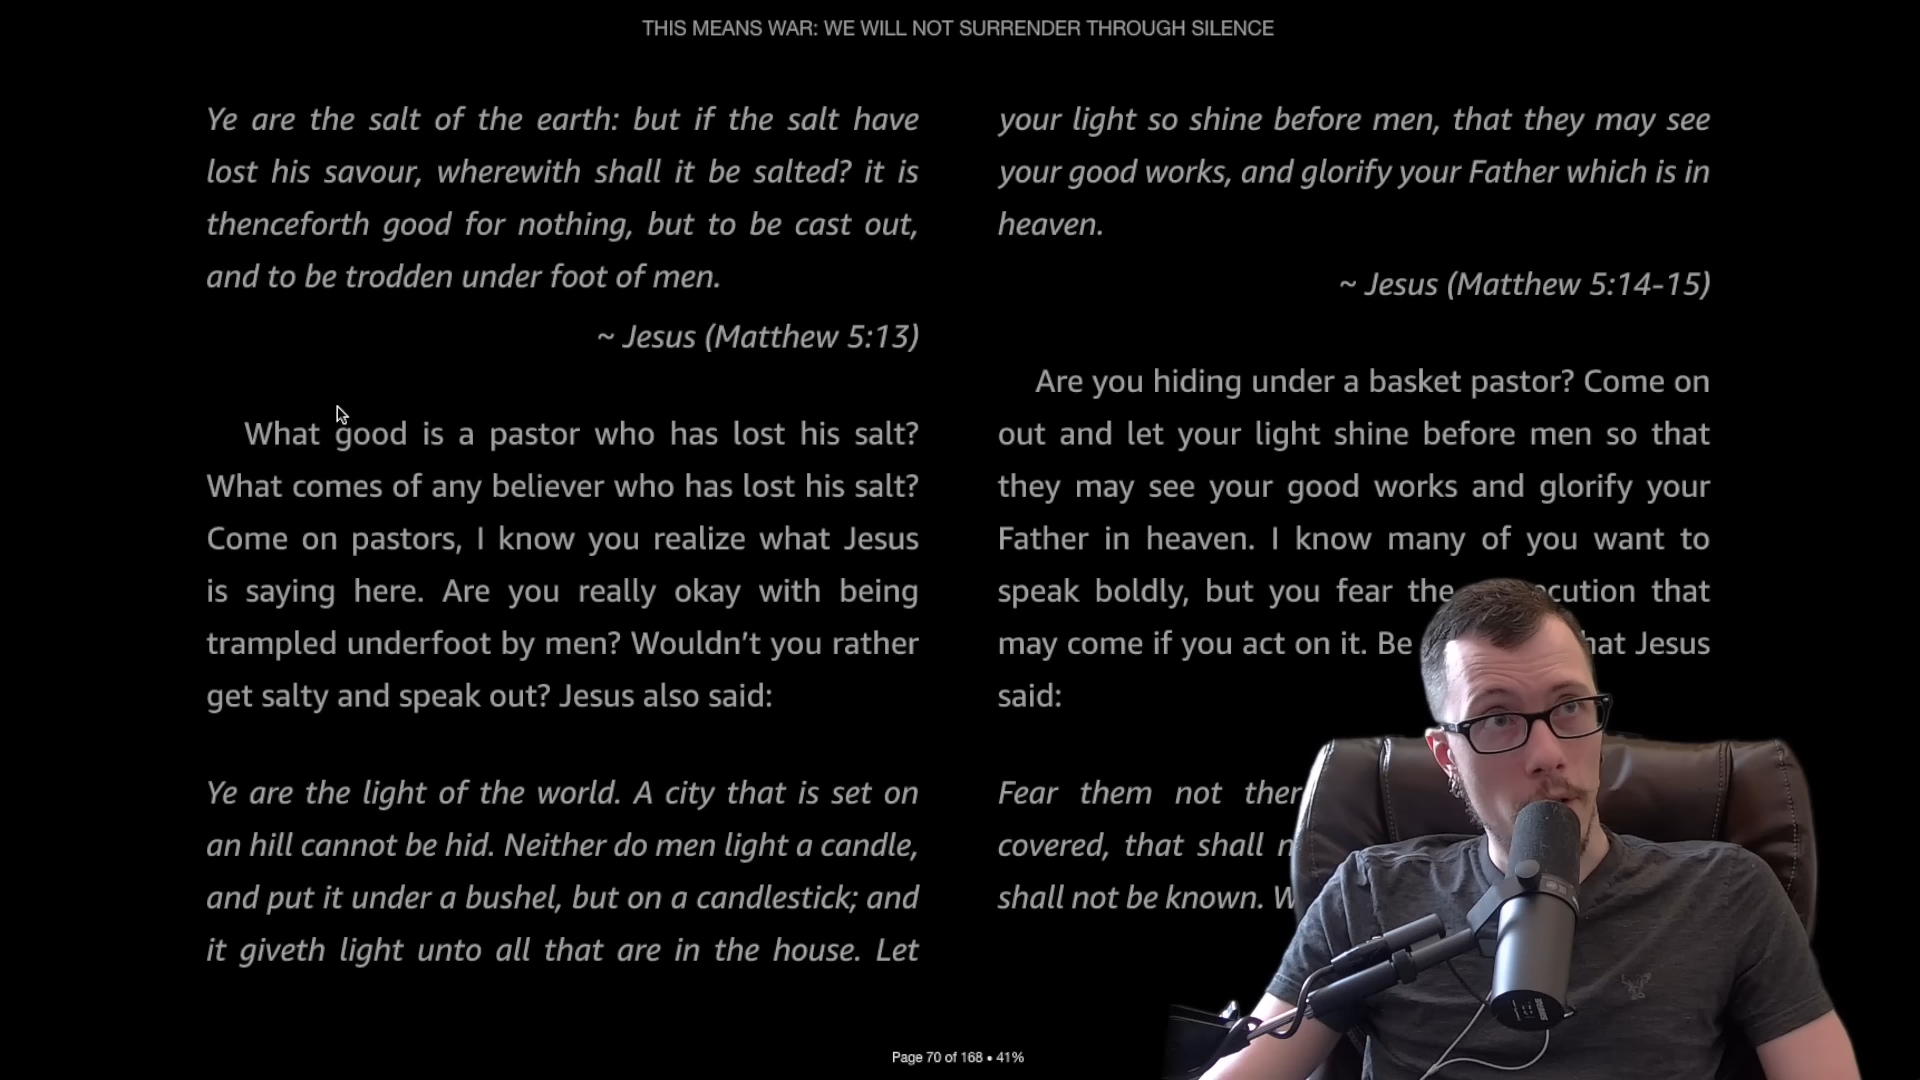 THIS MEANS WAR: WE WILL NOT SURRENDER THROUGH SILENCE
Ye are the salt of the earth: but if the salt have
lost his savour, wherewith shall it be salted? it is
thenceforth good for nothing, but to be cast out,
and to be trodden under foot of men.
~ Jesus (Matthew 5:13)
What good is a pastor who has lost his salt?
What comes of any believer who has lost his salt?
Come on pastors, I know you realize what Jesus
is saying here. Are you really okay with being
trampled underfoot by men? Wouldn't you rather
get salty and speak out? Jesus also said:
Ye are the light of the world. A city that is set on
an hill cannot be hid. Neither do men light a candle,
and put it under a bushel, but on a candlestick; and
it giveth light unto all that are in the house. Let
your light so shine before men, that they may see
your good works, and glorify your Father which is in
heaven.
~ Jesus (Matthew 5:14-15)
Are you hiding under a basket pastor? Come on
out and let your light shine before men so that
they may see your good works and glorify your
Father in heaven. I know many of you want to
speak boldly, but you fear the that
may come if you act on it. Be Jesus
said:
Fear them not
covered, that shall
shall not be known.
Page 70 of 168 • 41%